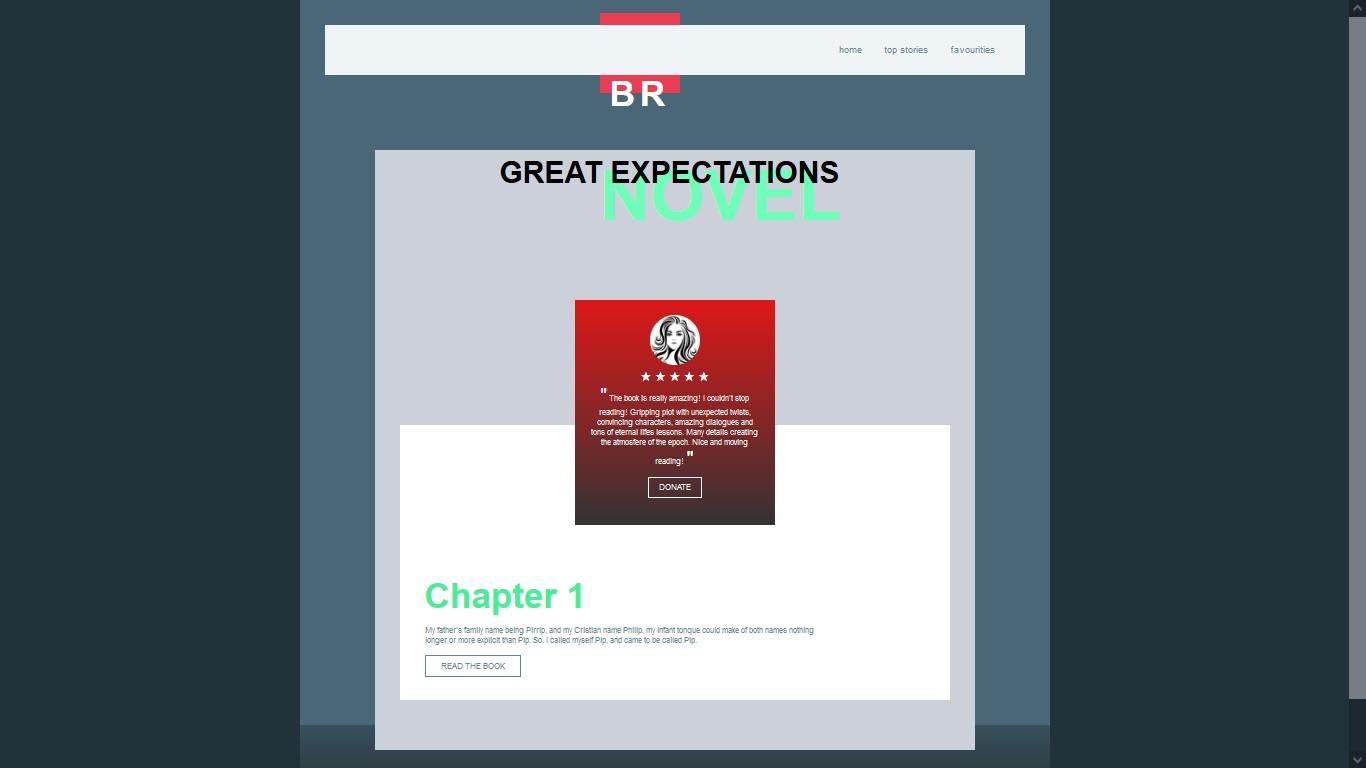 home top stories favourities
BR
GREAT EXPECTATIONS
NOVEL
" The book is really amazing! I couldn't stop
reading! Gripping plot with unexpected twists,
convincing characters, amazing dialogues and
tons of eternal lifes lessons. Many details creating
the atmosfere of the epoch. Nice and moving
reading! "
DONATE
Chapter 1
My father's family name being Pirrip, and my Cristian name Philip, my infant tonque could make of both names nothing
longer or more explicit than Pip. So. I called myself Pip, and came to be called Pip.
READ THE BOOK